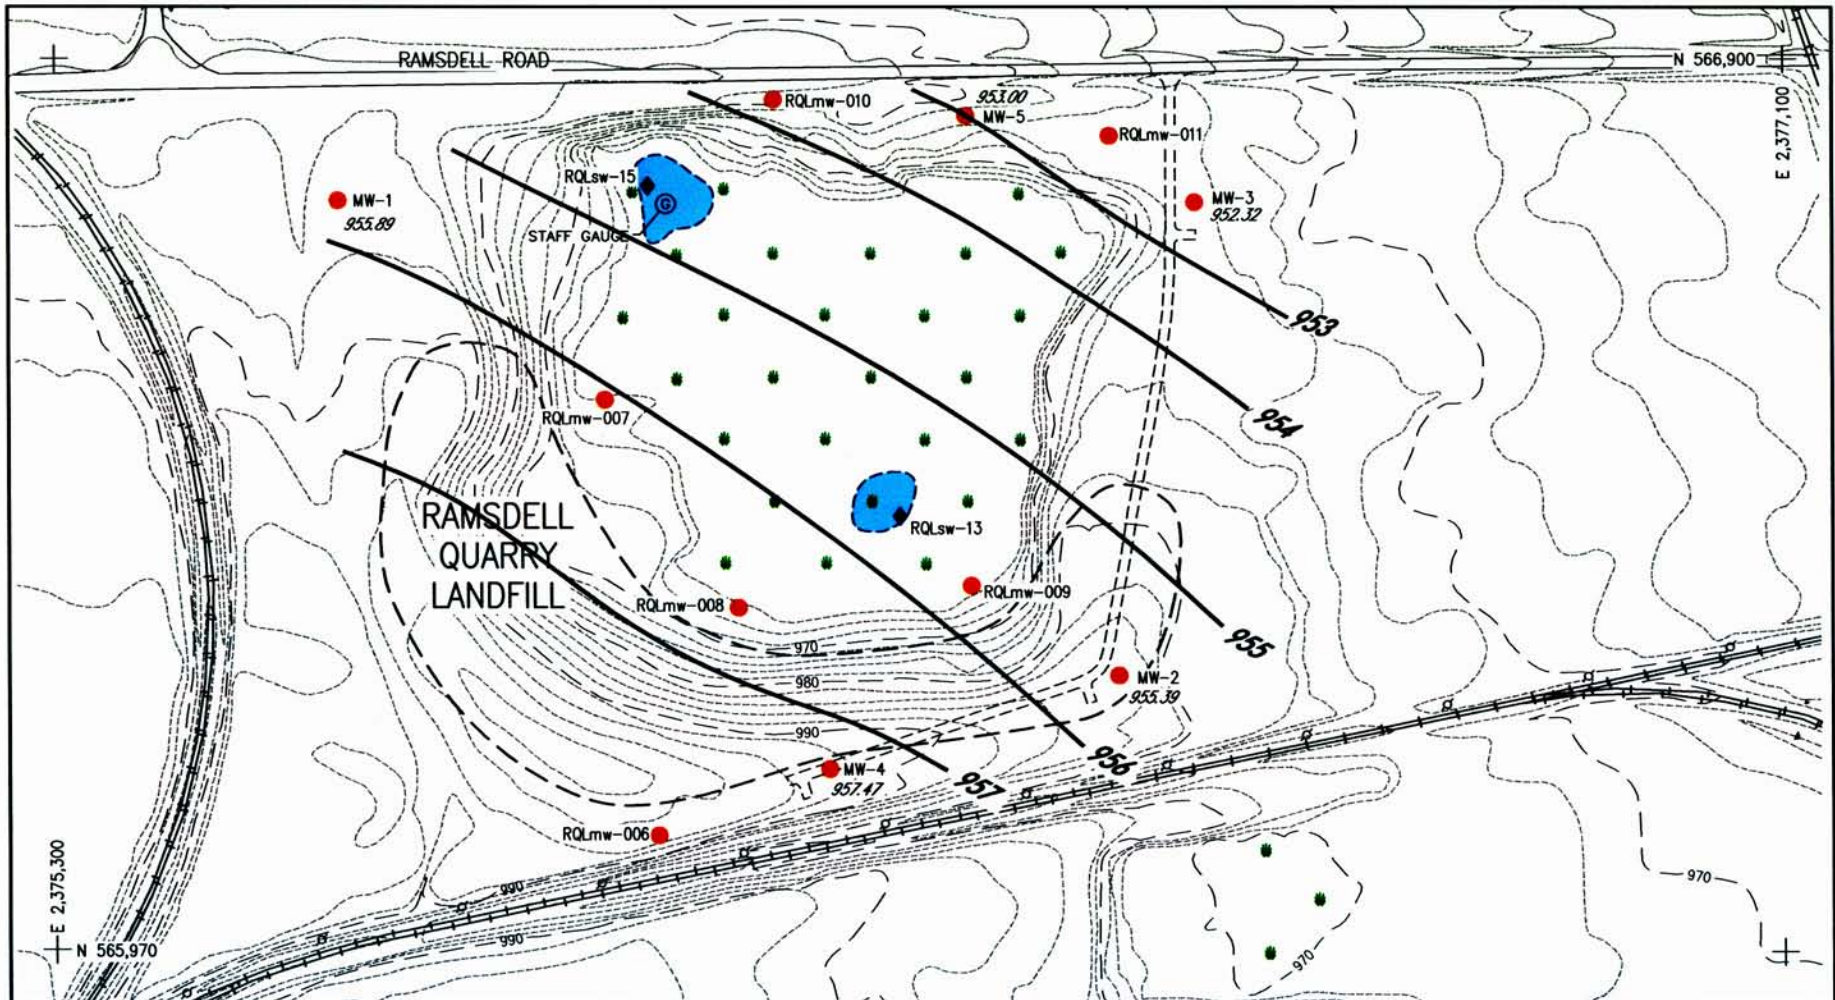 RAMSDELL ROAD
N 566,900
E 2,377,100
RQLmw-010
953.00
MW-5
RQLmw-011
RQLsw-15
G
STAFF GAUGE
MW-1
955.89
MW-3
952.32
953
RQLmw-007
954
RAMSDELL
QUARRY
LANDFILL
RQLsw-13
RQLmw-009
RQLmw-008
970
955
980
MW-2
955.39
990
956
MW-4
957.47
957
RQLmw-006
990
970
990
970
E 2,375,300
N 565,970